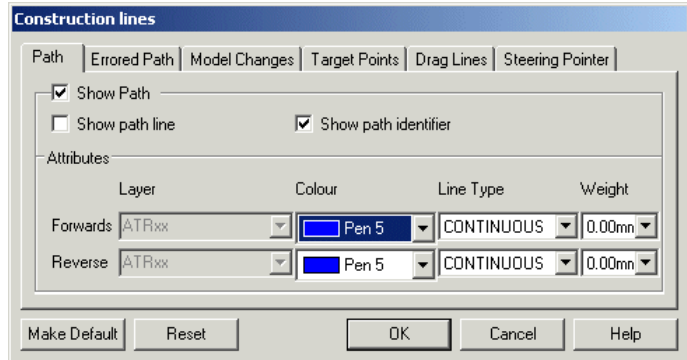 Construction lines
Path Errored Path Model Changes Target Points Drag Lines Steering Pointer
Show Path
Show path line Show path identifier
Attributes
Layer Colour Line Type Weight
Forwards ATRxx Pen 5 CONTINUOUS 0.00mn
Reverse ATRxx Pen 5 CONTINUOUS 0.00mn
Make Default Reset OK Cancel Help